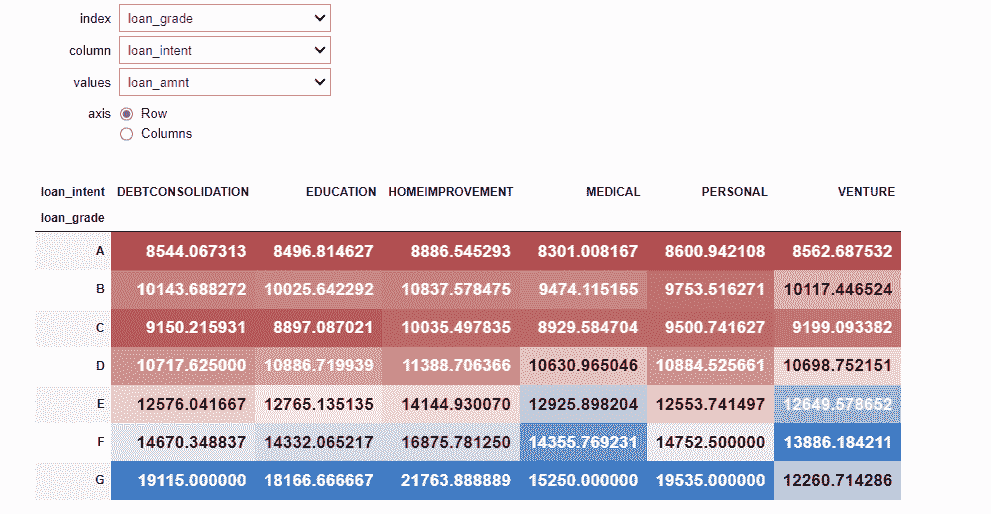 index loan_grade
column loan_intent
values loan_amnt
axis Row
Columns
loan_intent DEBTCONSOLIDATION EDUCATION HOMEIMPROVEMENT MEDICAL PERSONAL VENTURE
loan_grade
A 8544.067313 8496.814627 8886.545293 8301.008167 8600.942108 8562.687532
B 10143.688272 10025.642292 10837.578475 9474.115155 9753.516271 10117.446524
C 9150.215931 8897.087021 10035.497835 8929.584704 9500.741627 9199.093382
D 10717.625000 10886.719939 11388.706366 10630.965046 10884.525661 10698.752151
E 12576.041667 12765.135135 14144.930070 12925.898204 12553.741497 12649.578652
F 14670.348837 14332.065217 16875.781250 14355.769231 14752.500000 13886.184211
G 19115.000000 18166.666667 21763.888889 15250.000000 19535.000000 12260.714286